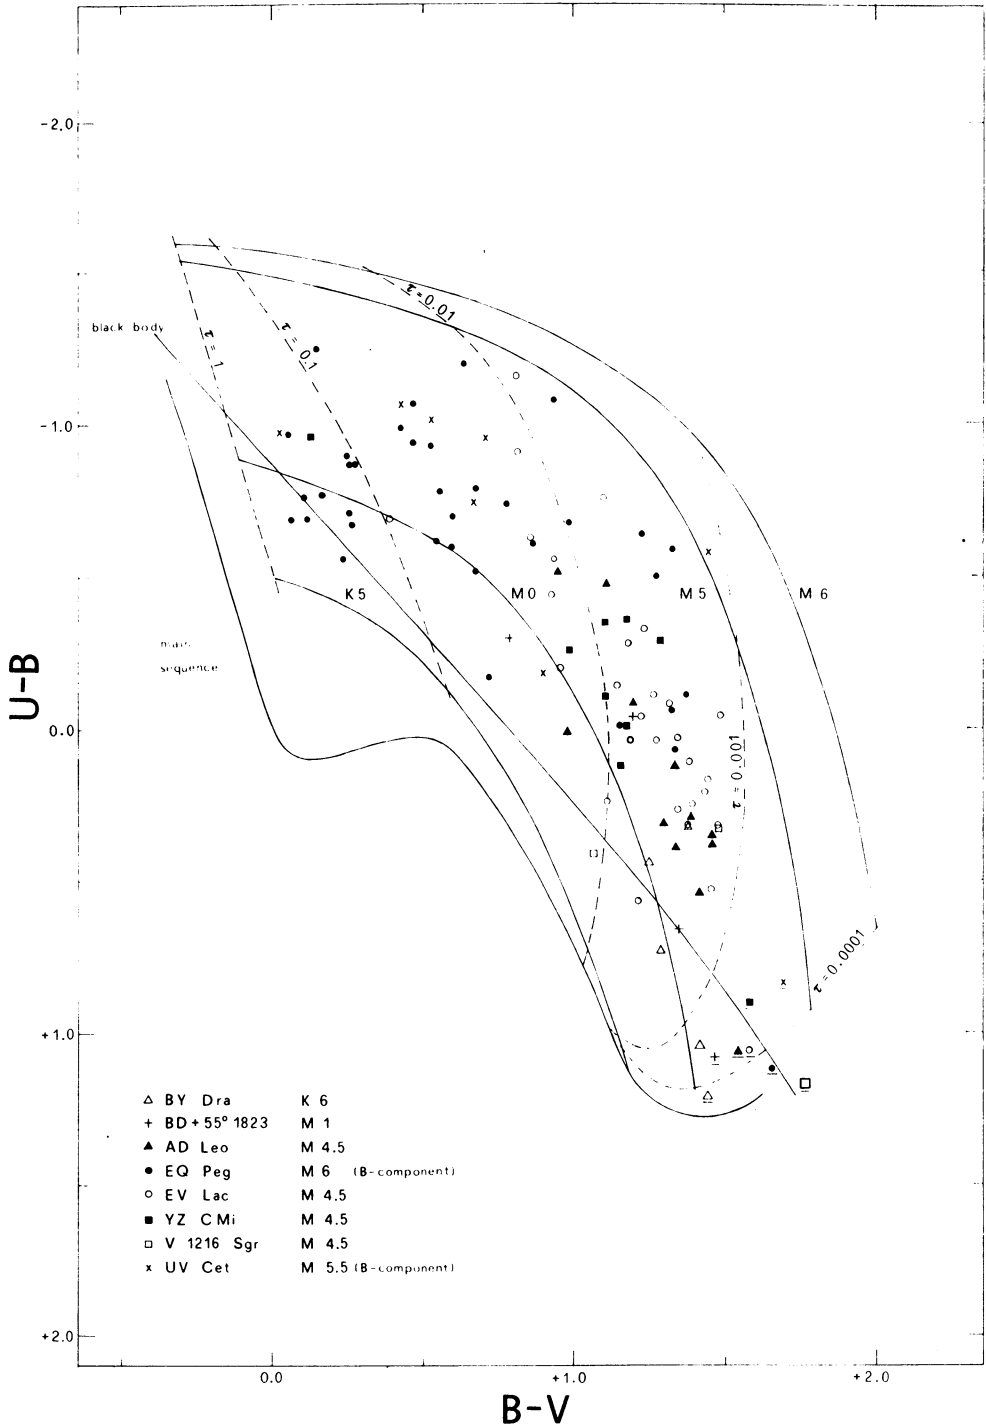 -2.0
τ=0.01
black body
τ = 1
τ = 0.1
-1.0
K5
M0
M5
M6
main
sequence
U-B
0.0
τ = 0.001
τ=0.0001
+1.0
△ BY Dra K 6
+ BD+55° 1823 M 1
▲ AD Leo M 4.5
● EQ Peg M 6 (B-component)
○ EV Lac M 4.5
■ YZ CMi M 4.5
□ V 1216 Sgr M 4.5
x UV Cet M 5.5 (B-component)
+2.0
0.0
+1.0
+2.0
B-V